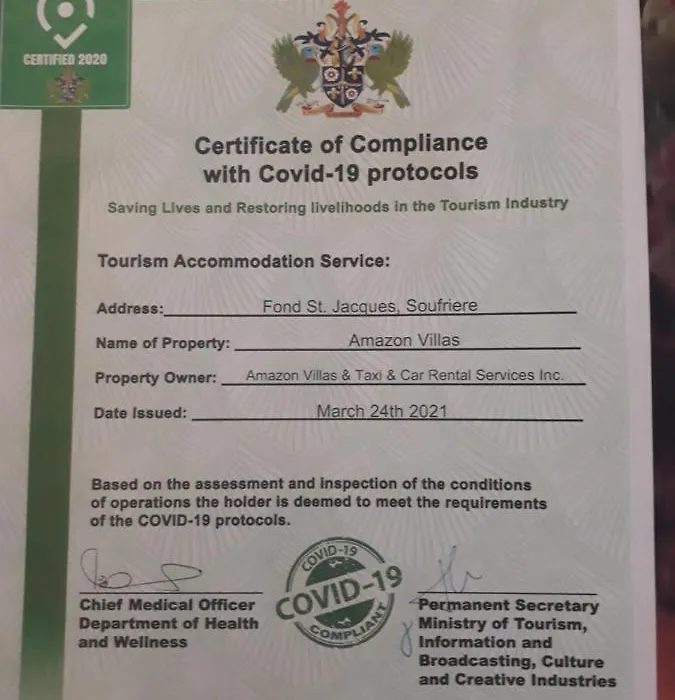 CERTIFIED 2020
Certificate of Compliance
with Covid-19 protocols
Saving Lives and Restoring livelihoods in the Tourism Industry
Tourism Accommodation Service:
Address: Fond St. Jacques, Soufriere
Name of Property: Amazon Villas
Property Owner: Amazon Villas & Taxi & Car Rental Services Inc.
Date Issued: March 24th 2021
Based on the assessment and inspection of the conditions
of operations the holder is deemed to meet the requirements
of the COVID-19 protocols.
COVID-19
COVID-19
COMPLIANT
Chief Medical Officer
Department of Health
and Wellness
Permanent Secretary
Ministry of Tourism,
Information and
Broadcasting, Culture
and Creative Industries